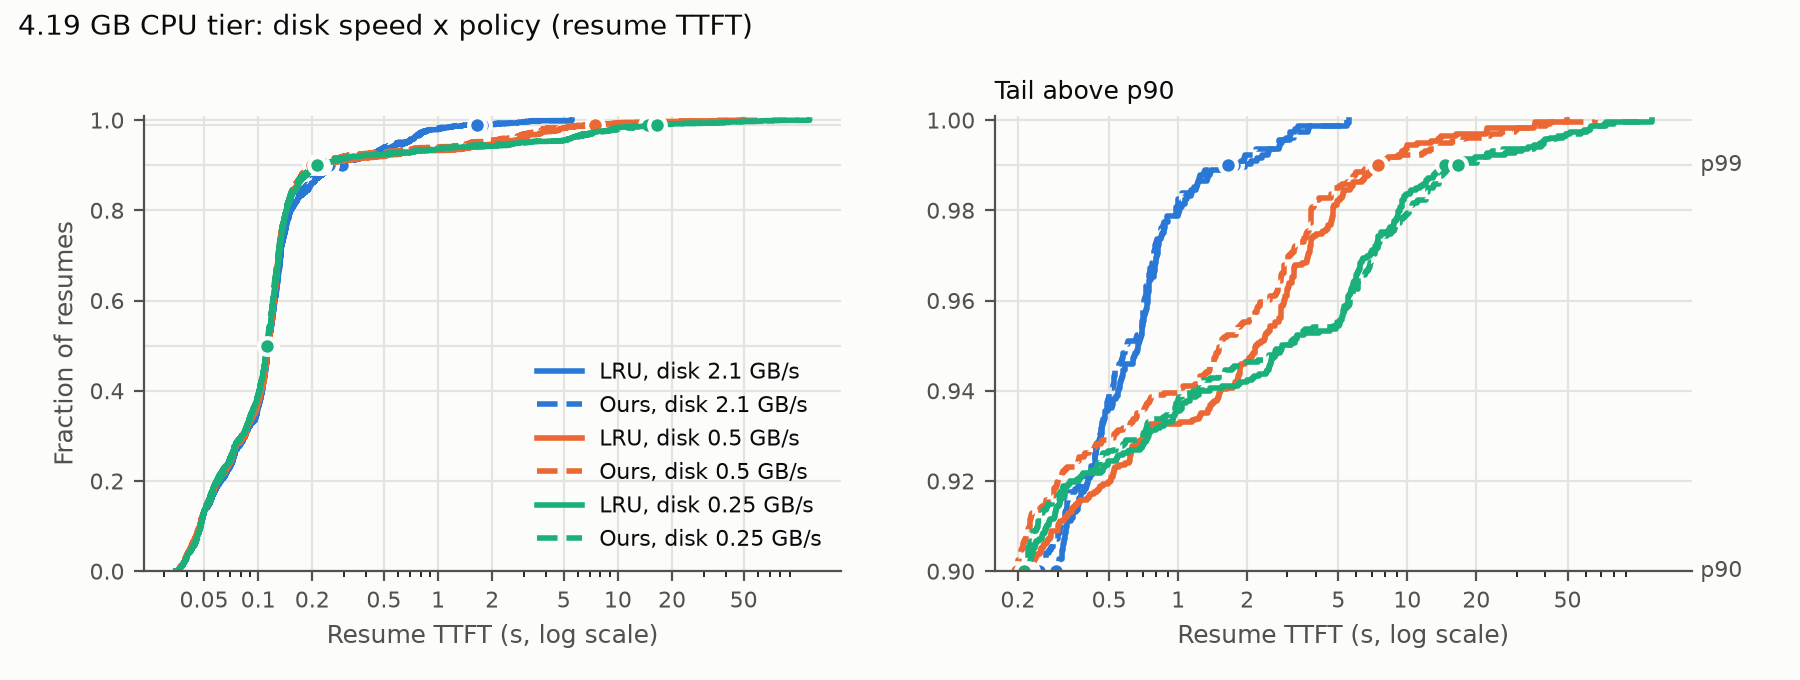 4.19 GB CPU tier: disk speed x policy (resume TTFT)
Fraction of resumes
1.0
0.8
0.6
0.4
0.2
0.0
LRU, disk 2.1 GB/s
Ours, disk 2.1 GB/s
LRU, disk 0.5 GB/s
Ours, disk 0.5 GB/s
LRU, disk 0.25 GB/s
Ours, disk 0.25 GB/s
0.05 0.1 0.2 0.5 1 2 5 10 20 50
Resume TTFT (s, log scale)
Tail above p90
1.00
0.98
0.96
0.94
0.92
0.90
p99
p90
0.2 0.5 1 2 5 10 20 50
Resume TTFT (s, log scale)